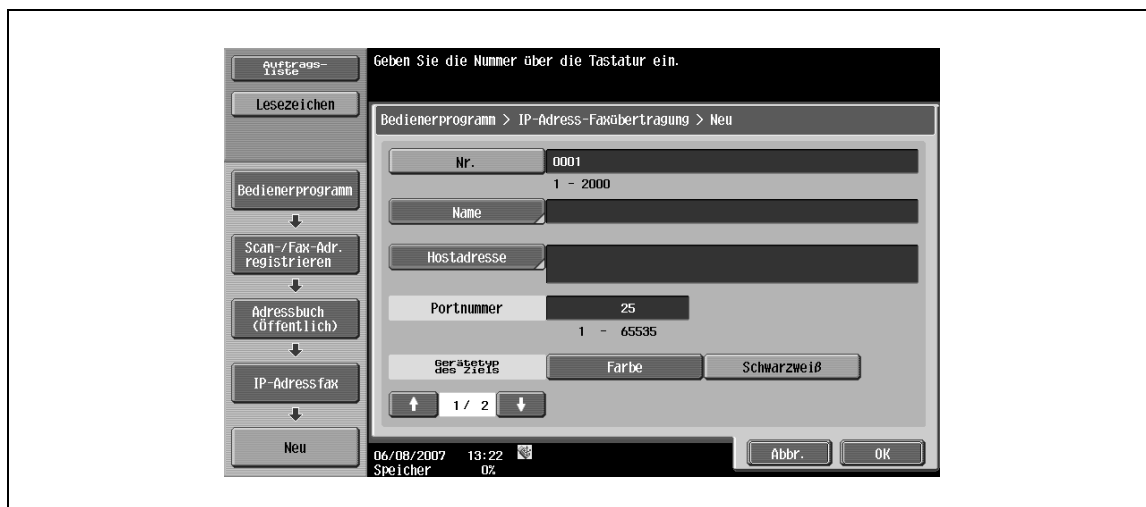 Auftrags-
liste
Lesezeichen
Bedienerprogramm
Scan-/Fax-Adr.
registrieren
Adressbuch
(Öffentlich)
IP-Adressfax
Neu
Geben Sie die Nummer über die Tastatur ein.
Bedienerprogramm > IP-Adress-Faxübertragung > Neu
Nr. 0001
1 - 2000
Name
Hostadresse
Portnummer 25
1 - 65535
Gerätetyp
des Ziels
Farbe Schwarzweiß
1/ 2
06/08/2007 13:22
Speicher 0%
Abbr. OK